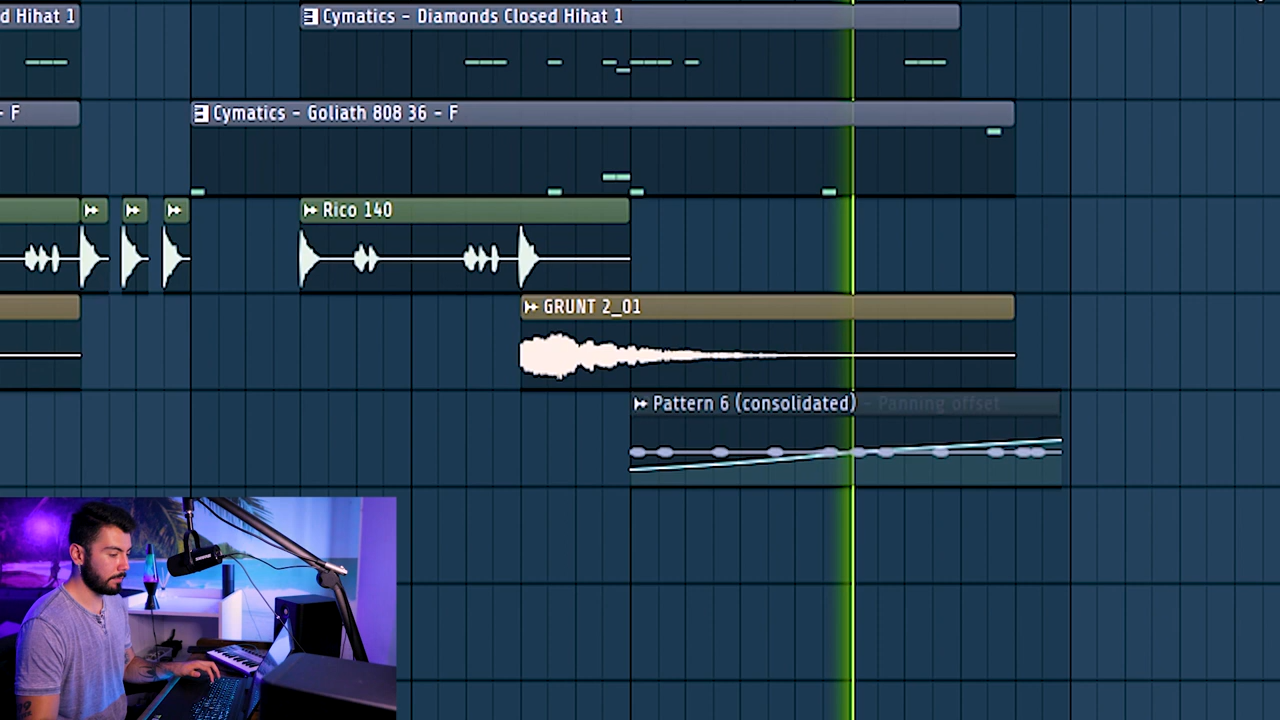 d Hihat 1
Cymatics - Diamonds Closed Hihat 1
- F
Cymatics - Goliath 808 36 - F
Rico 140
GRUNT 2_01
Pattern 6 (consolidated) - Panning offset